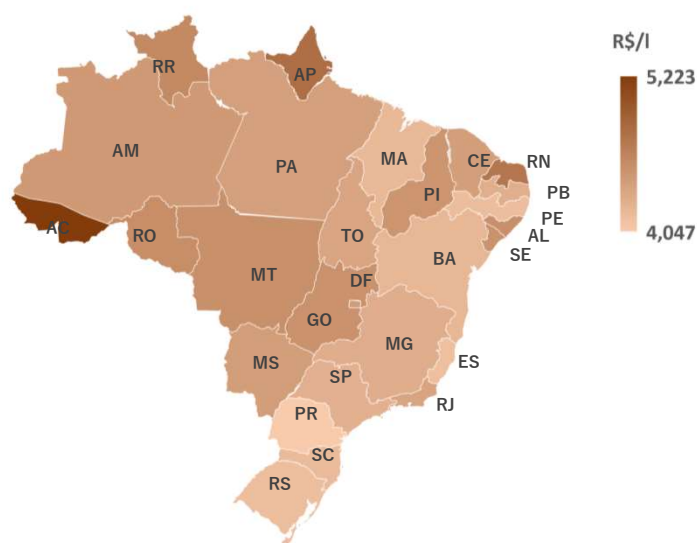 R$/l
5,223
4,047
RR
AP
AM
PA
MA
CE
RN
PI
PB
PE
AL
SE
AC
RO
TO
BA
MT
DF
GO
MG
ES
MS
SP
RJ
PR
SC
RS